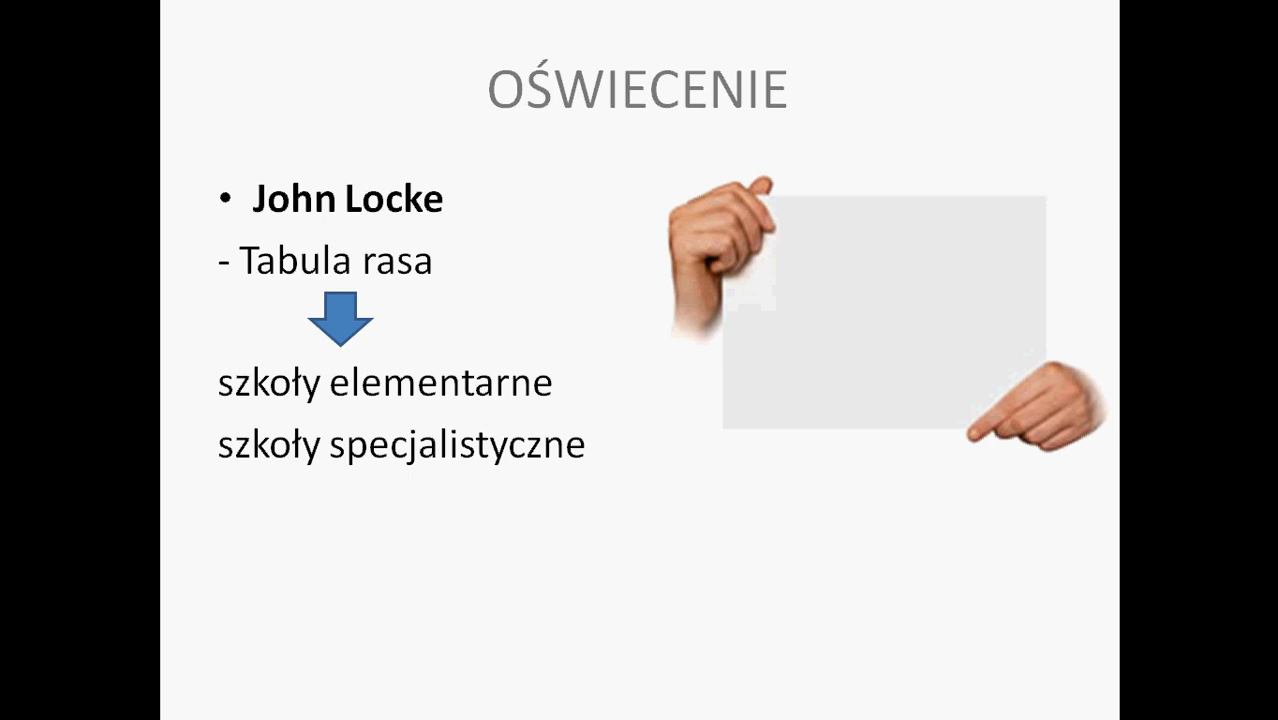 OŚWIECENIE
• John Locke
- Tabula rasa
szkoły elementarne
szkoły specjalistyczne